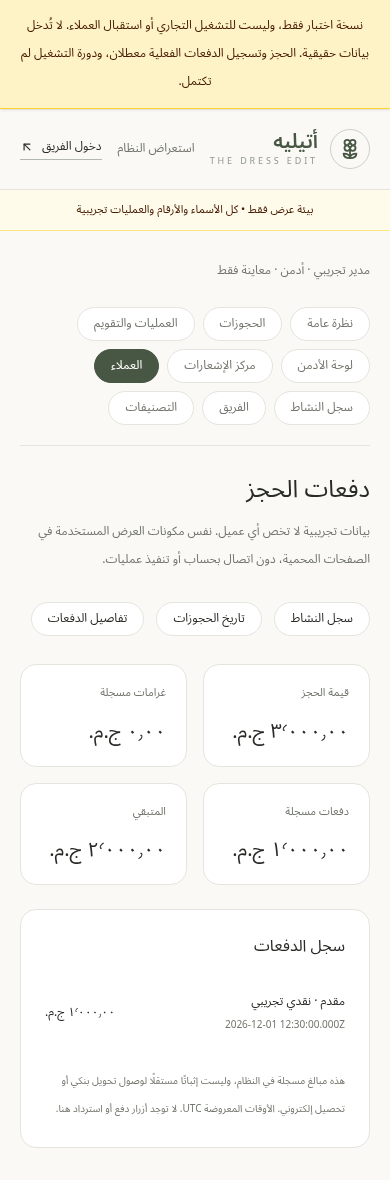 نسخة اختبار فقط، وليست للتشغيل التجاري أو استقبال العملاء. لا تُدخل
بيانات حقيقية. الحجز وتسجيل الدفعات الفعلية معطلان، ودورة التشغيل لم
تكتمل.
أتيليه
THE DRESS EDIT
استعراض النظام
دخول الفريق ↖
بيئة عرض فقط • كل الأسماء والأرقام والعمليات تجريبية
مدير تجريبي · أدمن · معاينة فقط
نظرة عامة
الحجوزات
العمليات والتقويم
لوحة الأدمن
مركز الإشعارات
العملاء
سجل النشاط
الفريق
التصنيفات
دفعات الحجز
بيانات تجريبية لا تخص أي عميل. نفس مكونات العرض المستخدمة في
الصفحات المحمية، دون اتصال بحساب أو تنفيذ عمليات.
سجل النشاط
تاريخ الحجوزات
تفاصيل الدفعات
قيمة الحجز
٣٬٠٠٠٫٠٠ ج.م.
غرامات مسجلة
٠٫٠٠ ج.م.
دفعات مسجلة
١٬٠٠٠٫٠٠ ج.م.
المتبقي
٢٬٠٠٠٫٠٠ ج.م.
سجل الدفعات
مقدم · نقدي تجريبي
2026-12-01 12:30:00.000Z
١٬٠٠٠٫٠٠ ج.م.
هذه مبالغ مسجلة في النظام، وليست إثباتًا مستقلًا لوصول تحويل بنكي أو
تحصيل إلكتروني. الأوقات المعروضة UTC. لا توجد أزرار دفع أو استرداد هنا.